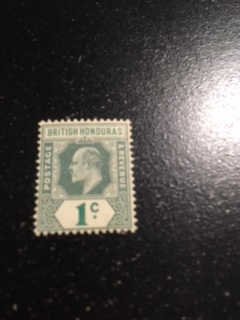 BRITISH HONDURAS
POSTAGE
& REVENUE
1C.